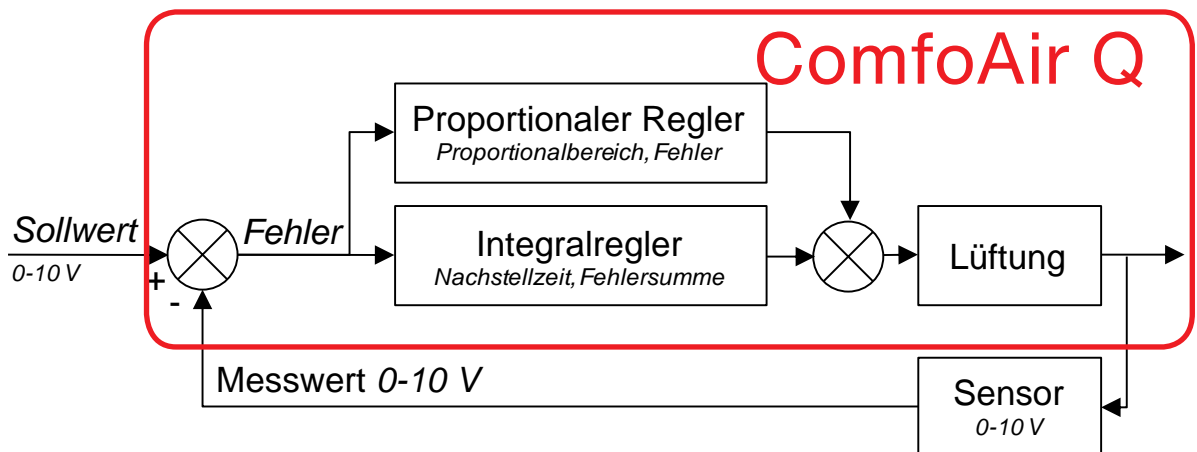 ComfoAir Q
Proportionaler Regler
Proportionalbereich, Fehler
Sollwert
0-10 V
+
-
Fehler
Integralregler
Nachstellzeit, Fehlersumme
Lüftung
Messwert 0-10 V
Sensor
0-10 V